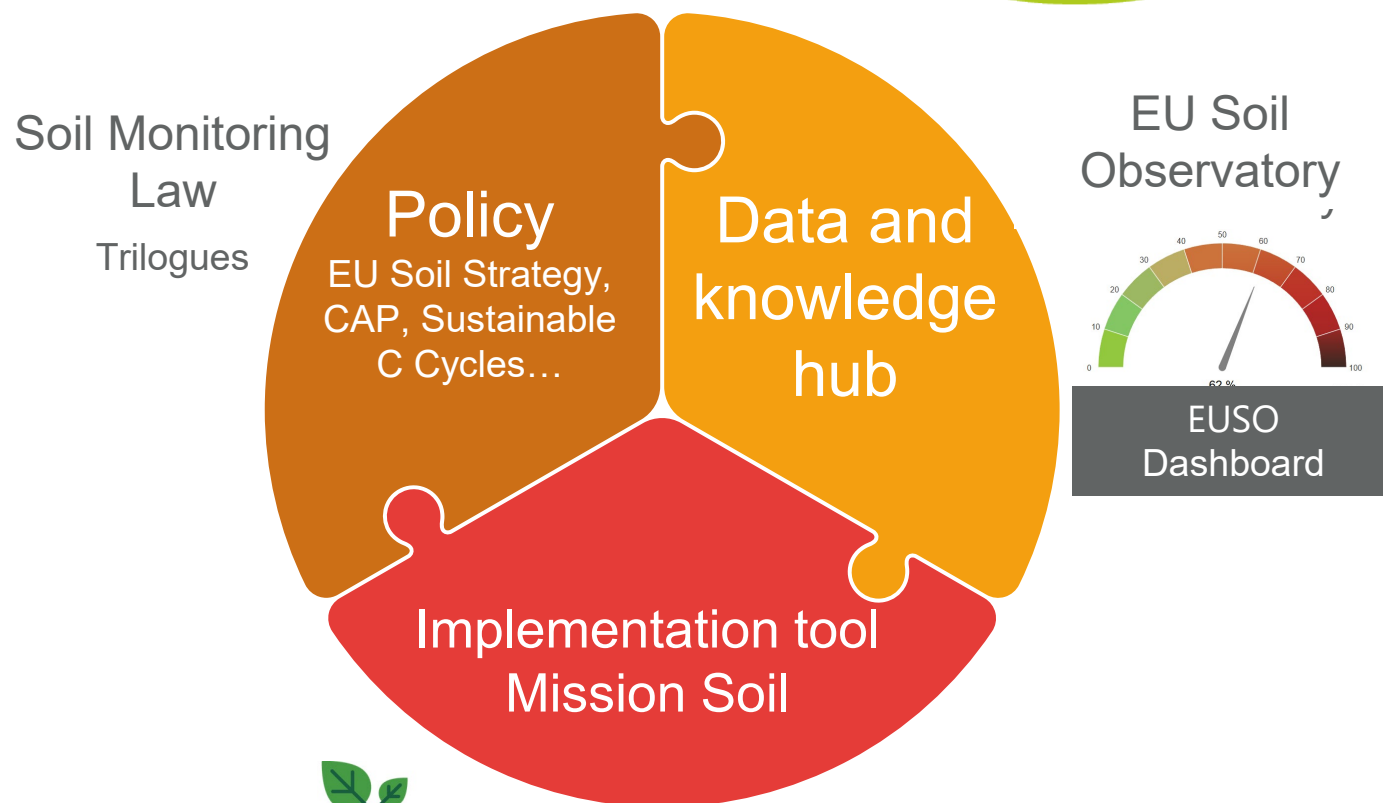 Soil Monitoring
Law
Trilogues
Policy
EU Soil Strategy,
CAP, Sustainable
C Cycles…
Data and
knowledge
hub
Implementation tool
Mission Soil
EU Soil
Observatory
0
10
20
30
40
50
60
70
80
90
100
62 %
EUSO
Dashboard